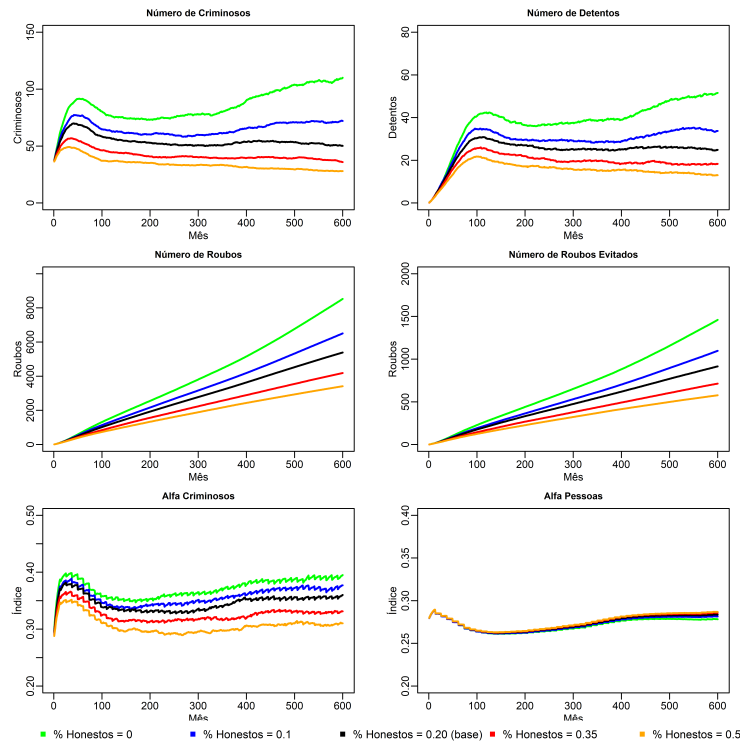 Número de Criminosos
Criminosos
0 50 100 150
0 100 200 300 400 500 600
Mês
Número de Detentos
Detentos
0 20 40 60 80
0 100 200 300 400 500 600
Mês
Número de Roubos
Roubos
0 2000 4000 6000 8000
0 100 200 300 400 500 600
Mês
Número de Roubos Evitados
Roubos
0 500 1000 1500 2000
0 100 200 300 400 500 600
Mês
Alfa Criminosos
Índice
0.20 0.30 0.40 0.50
0 100 200 300 400 500 600
Mês
Alfa Pessoas
Índice
0.20 0.25 0.30 0.35 0.40
0 100 200 300 400 500 600
Mês
% Honestos = 0
% Honestos = 0.1
% Honestos = 0.20 (base)
% Honestos = 0.35
% Honestos = 0.5